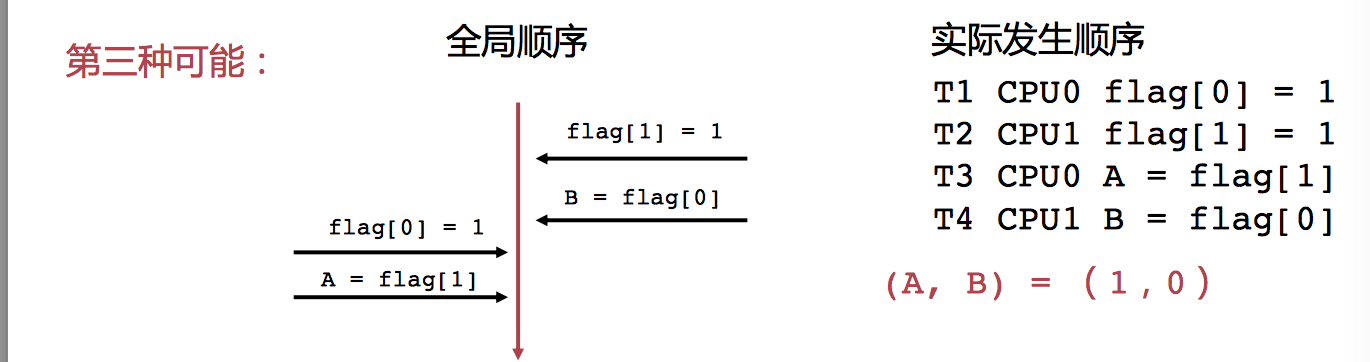 第三种可能：
全局顺序
flag[1] = 1
B = flag[0]
flag[0] = 1
A = flag[1]
实际发生顺序
T1 CPU0 flag[0] = 1
T2 CPU1 flag[1] = 1
T3 CPU0 A = flag[1]
T4 CPU1 B = flag[0]
(A, B) = (1,0)